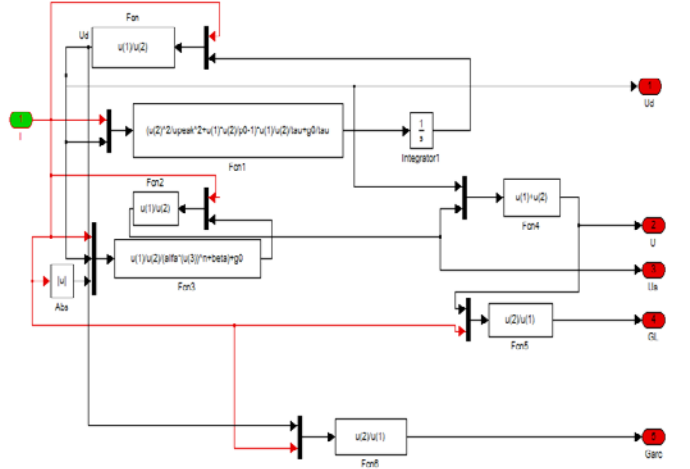 Fcn
Ud
u(1)/u(2)
1
Ud
1
I
(u(2)^2/upeak^2+u(1)*u(2)/p0-1)*u(1)/u(2)/tau+g0/tau
Fcn1
1
s
Integrator1
Fcn2
u(1)/u(2)
u(1)+u(2)
Fcn4
2
U
u(1)/u(2)/(alfa*(u(3))^n+beta)+g0
Fcn3
3
Ua
|u|
Abs
u(2)/u(1)
Fcn5
4
GL
u(2)/u(1)
Fcn6
5
Garc